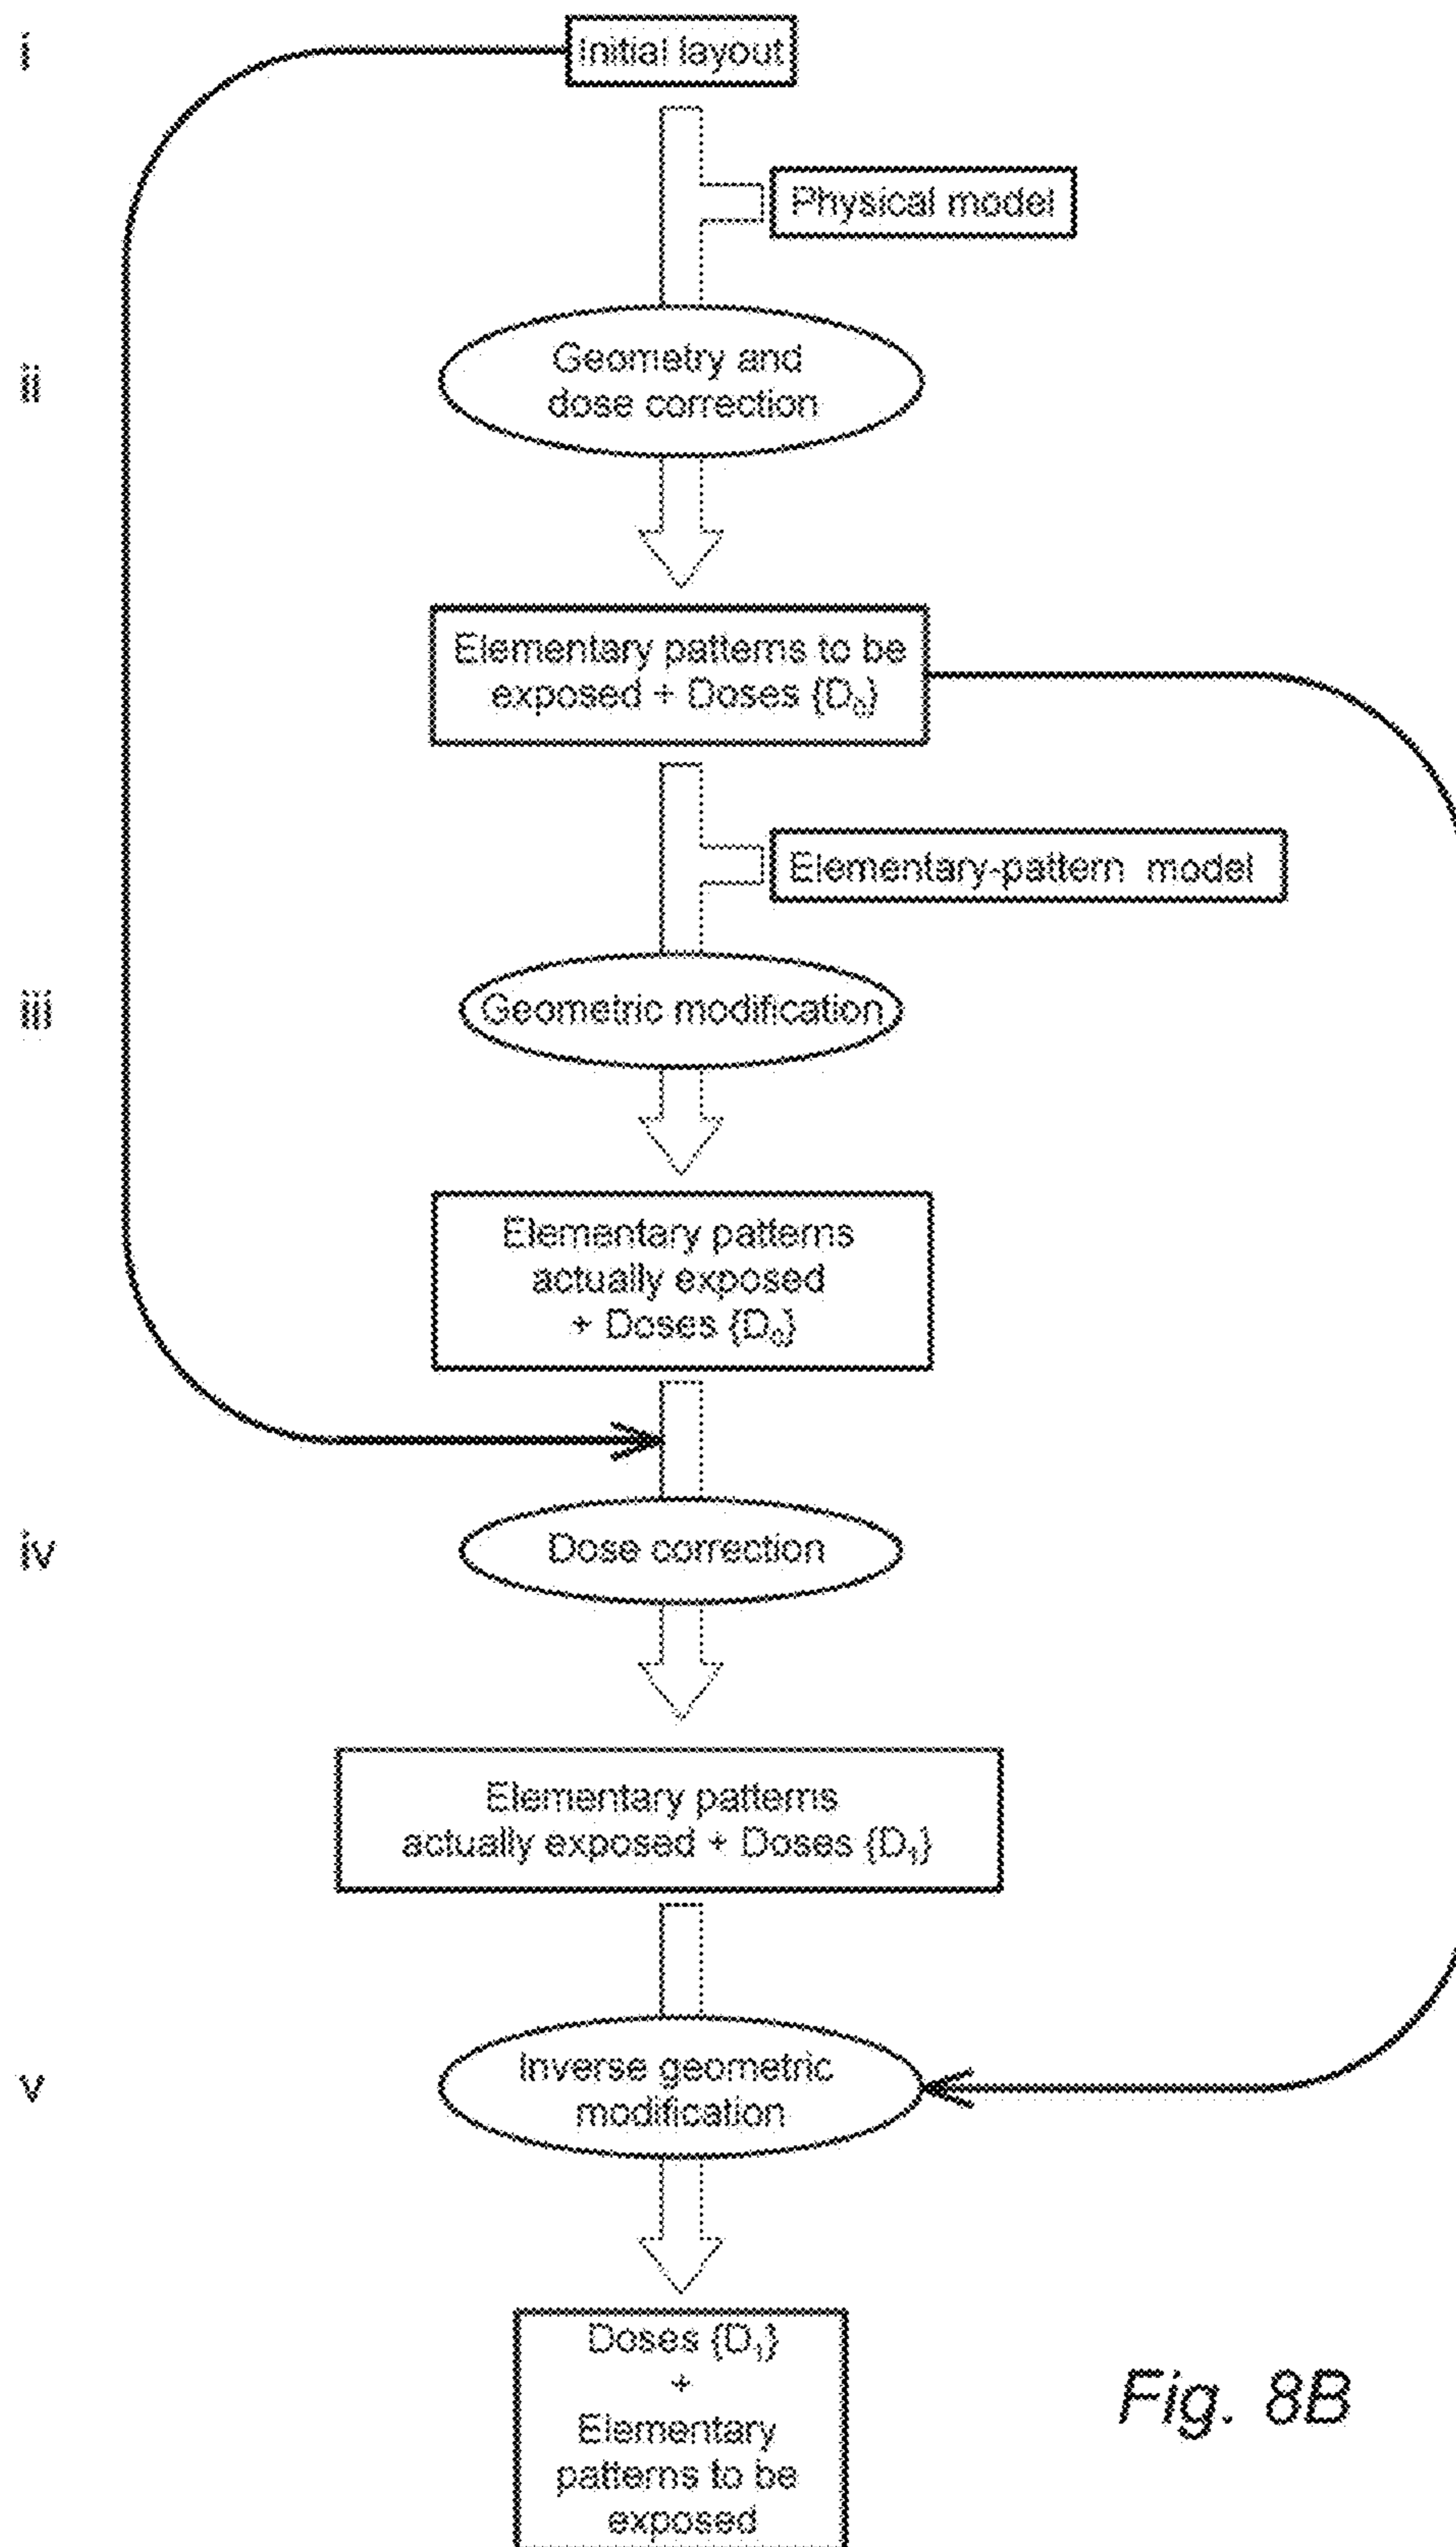 i
Initial layout
Physical model
ii
Geometry and
dose correction
Elementary patterns to be
exposed + Doses {D₀}
Elementary-pattern model
iii
Geometric modification
Elementary patterns
actually exposed
+ Doses {D₀}
iv
Dose correction
Elementary patterns
actually exposed + Doses {D₁}
v
Inverse geometric
modification
Doses {D₁}
+
Elementary
patterns to be
exposed
Fig. 8B